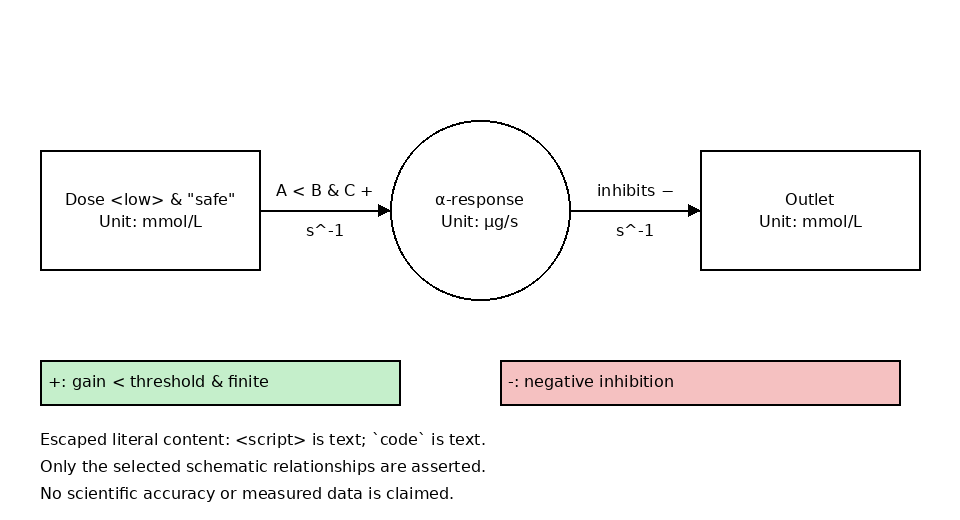 Dose <low> & "safe"
Unit: mmol/L
A < B & C +
s^-1
α-response
Unit: µg/s
inhibits −
s^-1
Outlet
Unit: mmol/L
+: gain < threshold & finite
-: negative inhibition
Escaped literal content: <script> is text; `code` is text.
Only the selected schematic relationships are asserted.
No scientific accuracy or measured data is claimed.